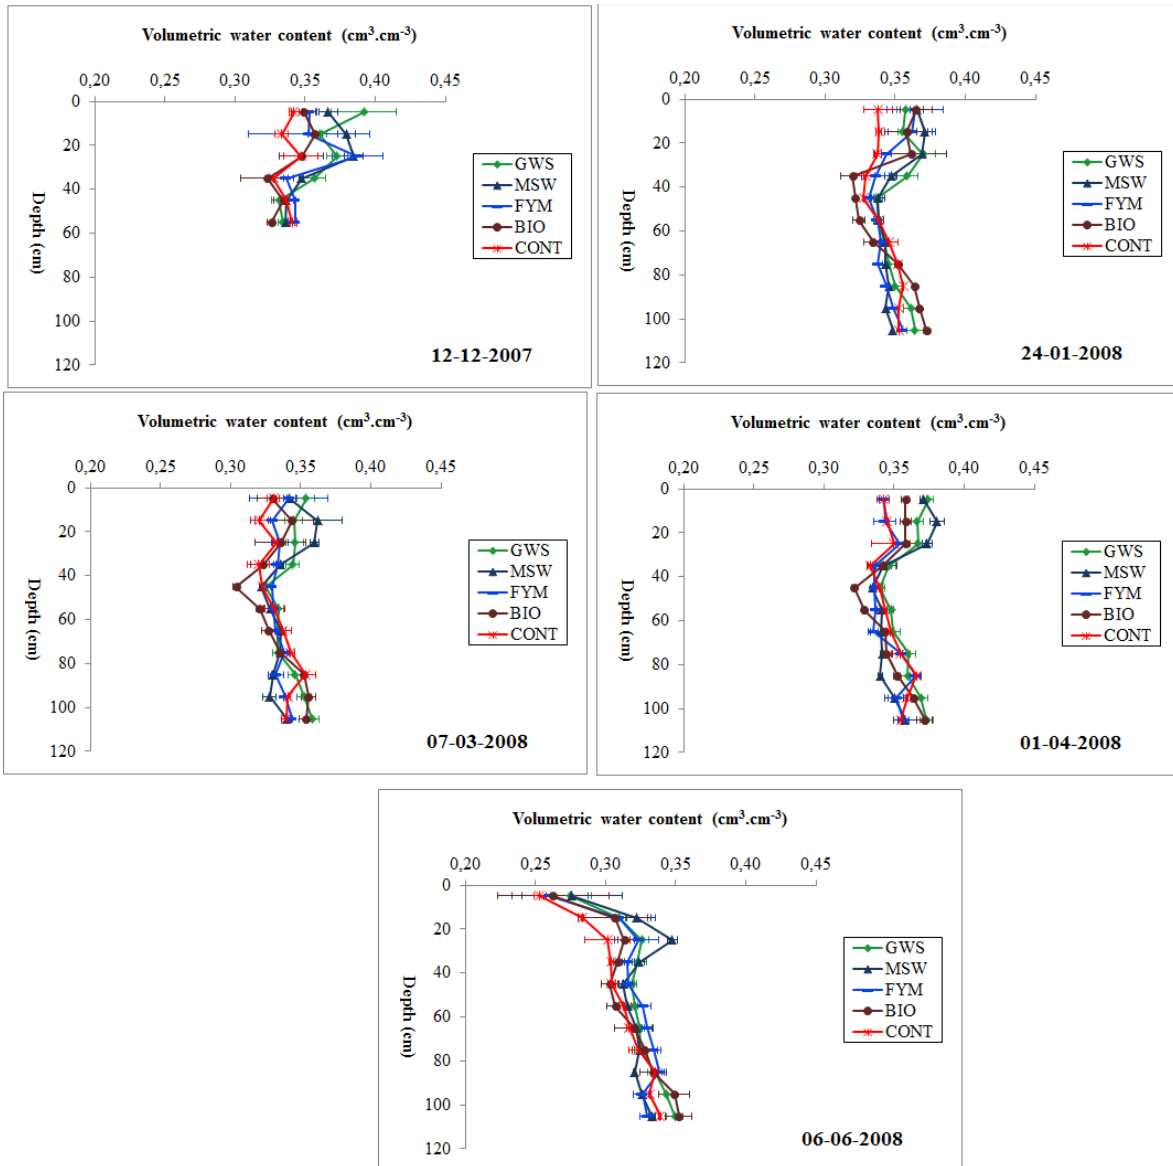 Volumetric water content (cm³.cm⁻³)
0,20 0,25 0,30 0,35 0,40 0,45
0
20
40
60
80
100
120
Depth (cm)
GWS
MSW
FYM
BIO
CONT
12-12-2007
Volumetric water content (cm³.cm⁻³)
0,20 0,25 0,30 0,35 0,40 0,45
0
20
40
60
80
100
120
Depth (cm)
GWS
MSW
FYM
BIO
CONT
24-01-2008
Volumetric water content (cm³.cm⁻³)
0,20 0,25 0,30 0,35 0,40 0,45
0
20
40
60
80
100
120
Depth (cm)
GWS
MSW
FYM
BIO
CONT
07-03-2008
Volumetric water content (cm³.cm⁻³)
0,20 0,25 0,30 0,35 0,40 0,45
0
20
40
60
80
100
120
Depth (cm)
GWS
MSW
FYM
BIO
CONT
01-04-2008
Volumetric water content (cm³.cm⁻³)
0,20 0,25 0,30 0,35 0,40 0,45
0
20
40
60
80
100
120
Depth (cm)
GWS
MSW
FYM
BIO
CONT
06-06-2008